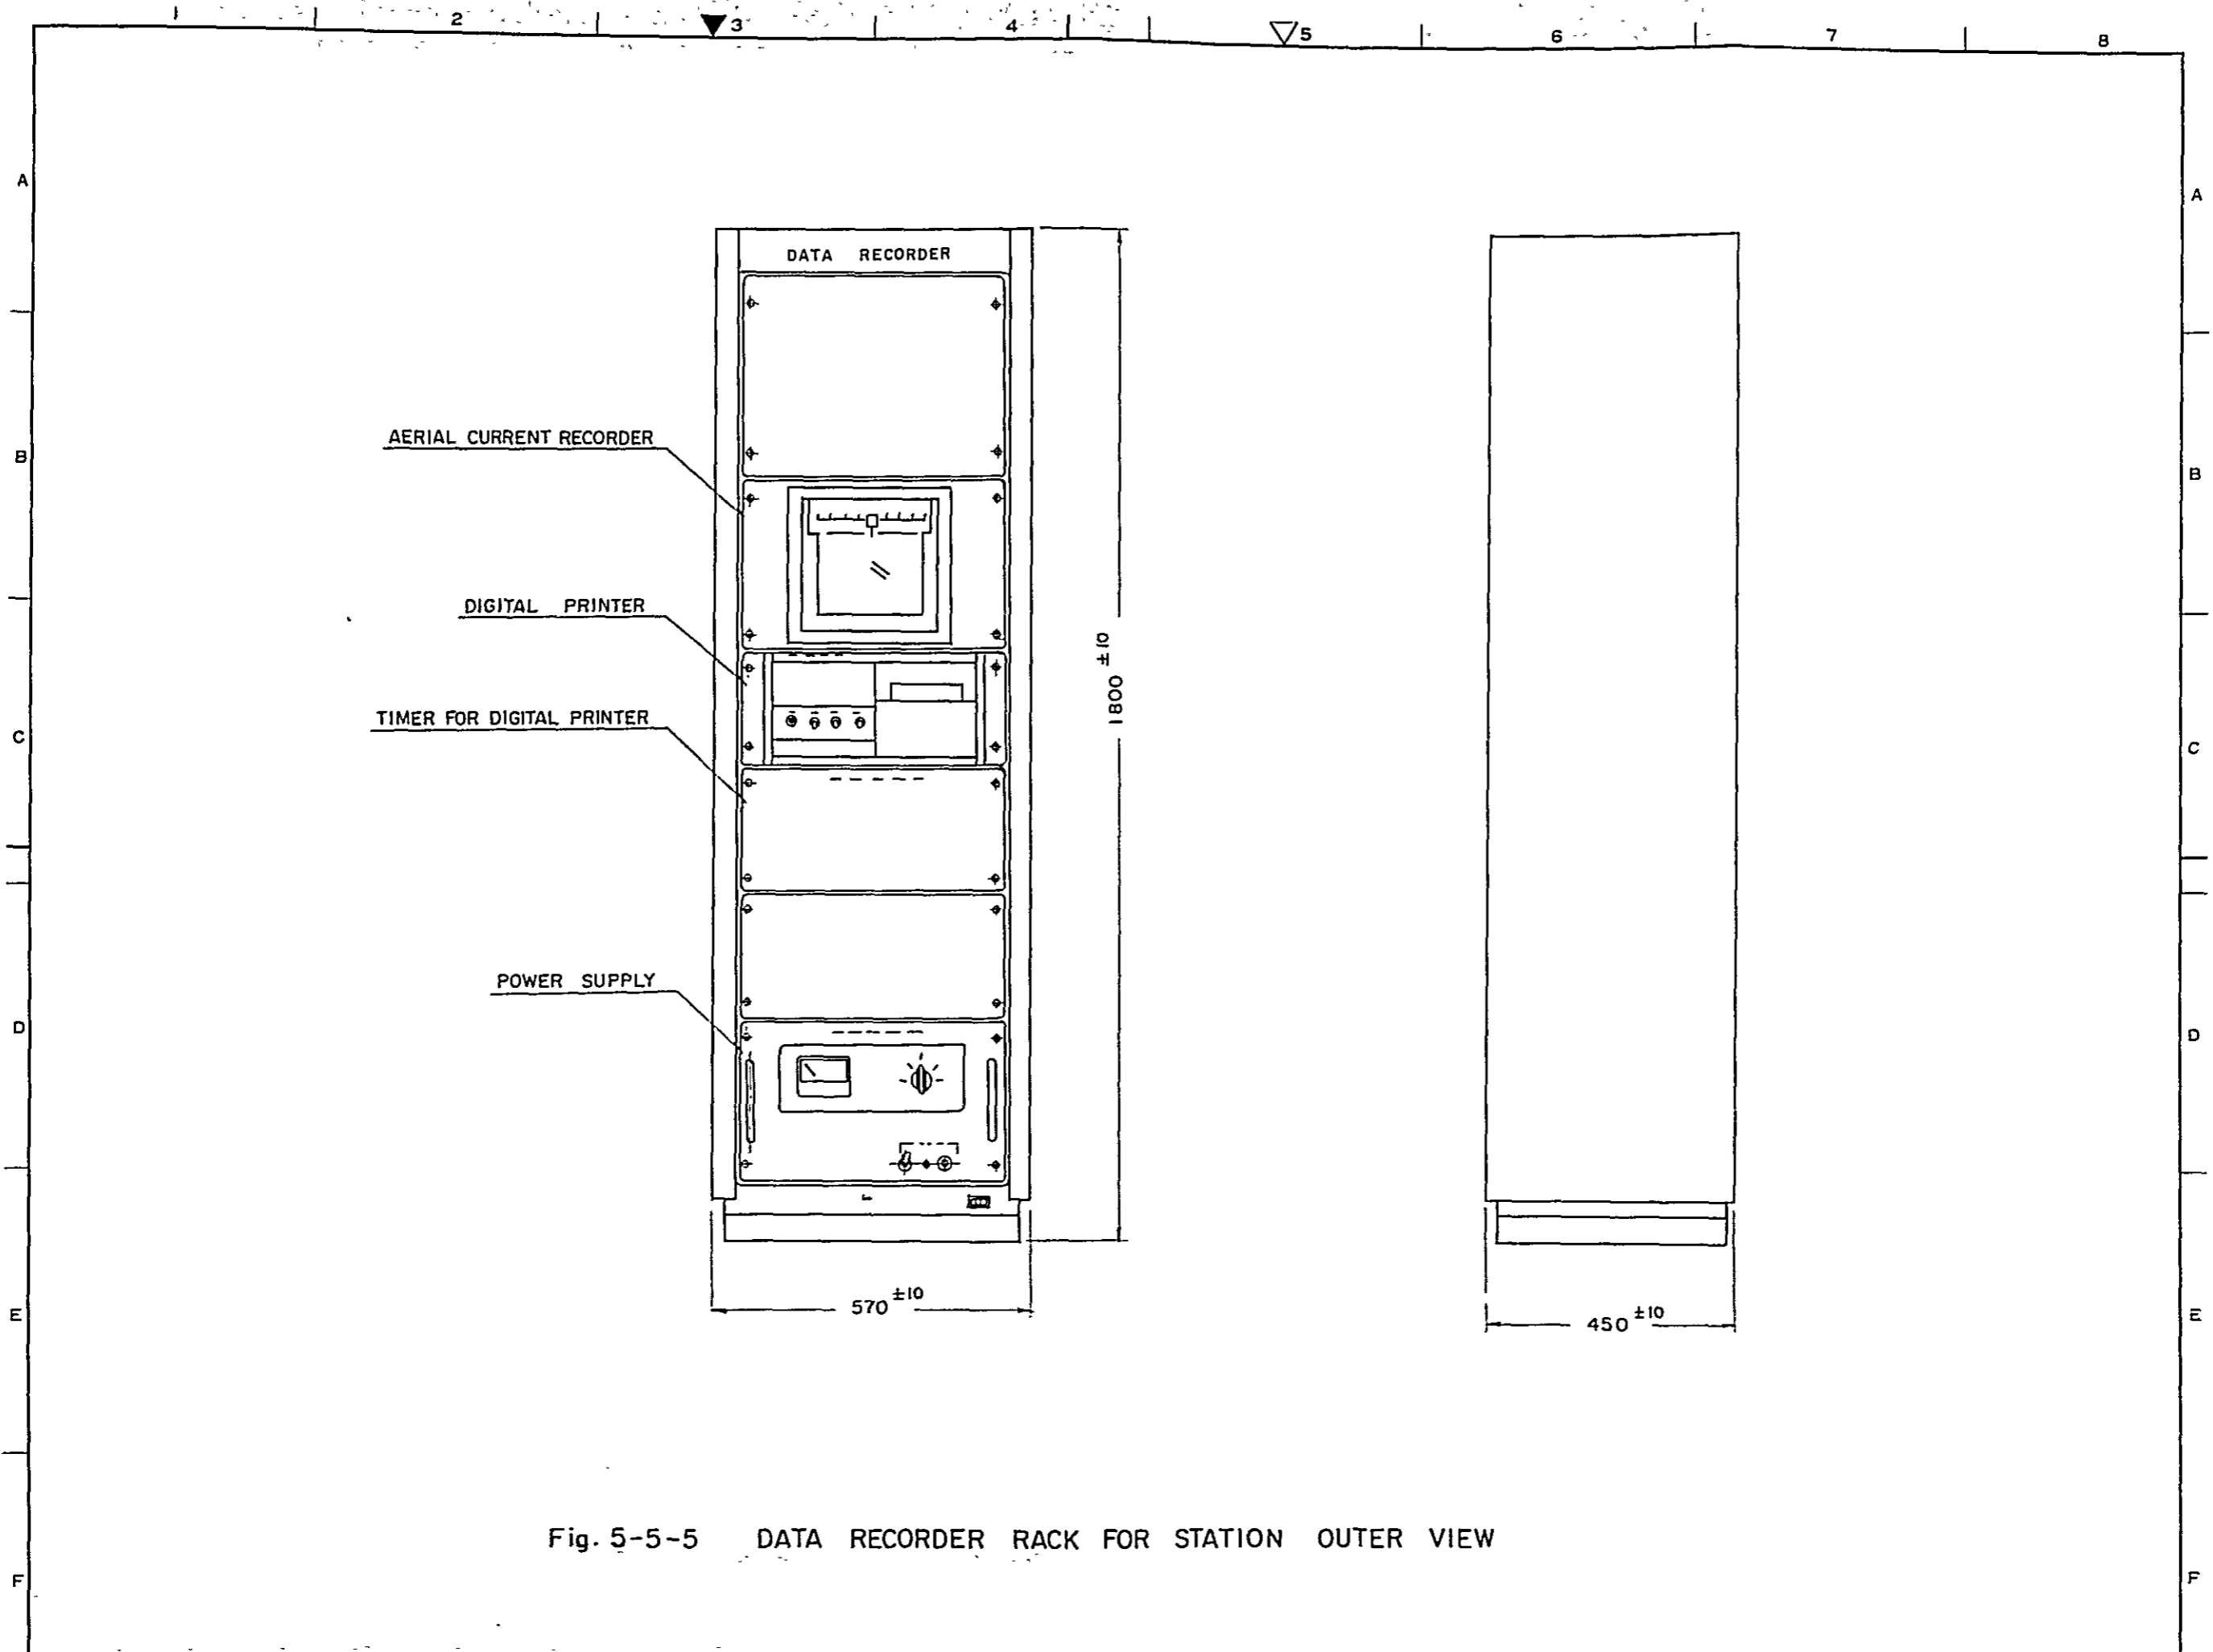 2 3 4 5 6 7 8
A A
DATA RECORDER
AERIAL CURRENT RECORDER
B B
DIGITAL PRINTER
1800 ±10
TIMER FOR DIGITAL PRINTER
C C
POWER SUPPLY
D D
570 ±10
450 ±10
E E
Fig. 5-5-5 DATA RECORDER RACK FOR STATION OUTER VIEW
F F